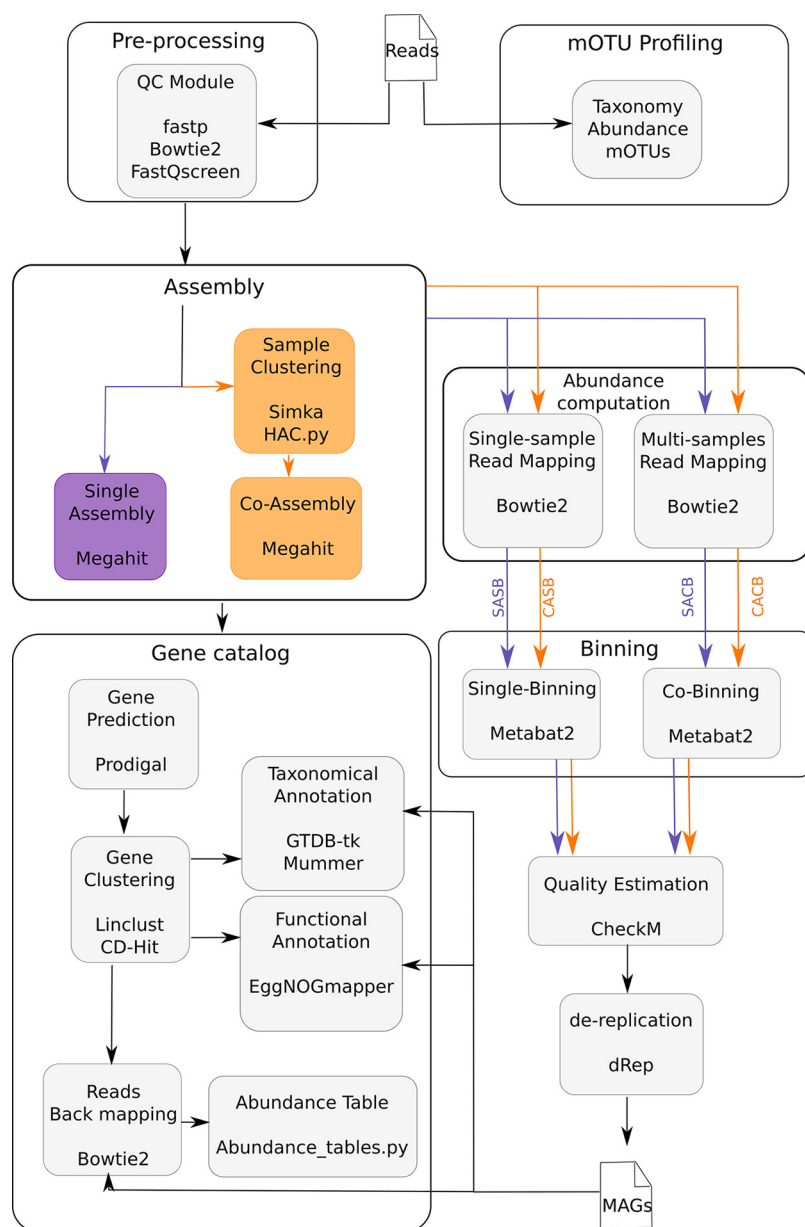 Pre-processing
QC Module
fastp
Bowtie2
FastQscreen
Reads
mOTU Profiling
Taxonomy
Abundance
mOTUs
Assembly
Sample
Clustering
Simka
HAC.py
Single
Assembly
Megahit
Co-Assembly
Megahit
Abundance
computation
Single-sample
Read Mapping
Bowtie2
Multi-samples
Read Mapping
Bowtie2
SASB
CASB
SACB
CACB
Binning
Single-Binning
Metabat2
Co-Binning
Metabat2
Gene catalog
Gene
Prediction
Prodigal
Taxonomical
Annotation
GTDB-tk
Mummer
Gene
Clustering
Linclust
CD-Hit
Functional
Annotation
EggNOGmapper
Reads
Back mapping
Bowtie2
Abundance Table
Abundance_tables.py
Quality Estimation
CheckM
de-replication
dRep
MAGs